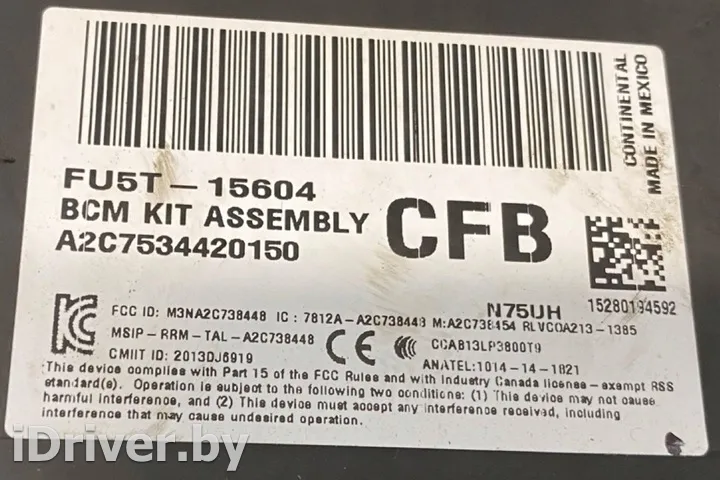 CONTINENTAL
MADE IN MEXICO
FU5T-15604
BCM KIT ASSEMBLY
A2C7534420150
CFB
N75UH
15280194592
FCC ID: M3NA2C738448 IC: 7812A-A2C738448 M:A2C738454 RLVCOA213-1385
MSIP-RRM-TAL-A2C738448
CE
CCAB13LP3800T9
CMIIT ID: 2013DJ6919
ANATEL:1014-14-1821
This device complies with Part 15 of the FCC Rules and with Industry Canada license-exempt RSS
standard(s). Operation is subject to the following two conditions: (1) This device may not cause
harmful interference, and (2) This device must accept any interference received, including
interference that may cause undesired operation.
iDriver.by